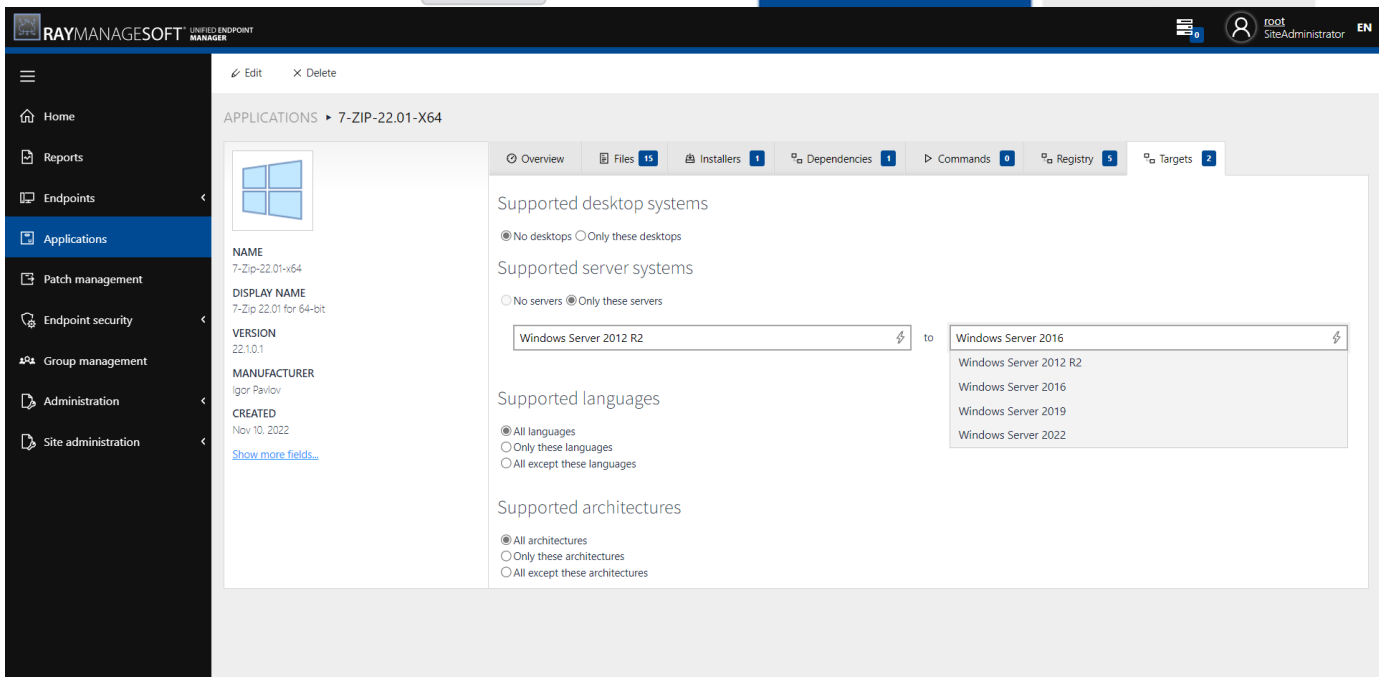 RAYMANAGESOFT UNIFIED ENDPOINT MANAGER
0
root
SiteAdministrator
EN
Edit
Delete
Home
Reports
Endpoints
Applications
Patch management
Endpoint security
Group management
Administration
Site administration
APPLICATIONS ▸ 7-ZIP-22.01-X64
NAME
7-Zip-22.01-x64
DISPLAY NAME
7-Zip 22.01 for 64-bit
VERSION
22.1.0.1
MANUFACTURER
Igor Pavlov
CREATED
Nov 10, 2022
Show more fields...
Overview
Files 15
Installers 1
Dependencies 1
Commands 0
Registry 5
Targets 2
Supported desktop systems
No desktops Only these desktops
Supported server systems
No servers Only these servers
Windows Server 2012 R2 to Windows Server 2016
Windows Server 2012 R2
Windows Server 2016
Windows Server 2019
Windows Server 2022
Supported languages
All languages
Only these languages
All except these languages
Supported architectures
All architectures
Only these architectures
All except these architectures